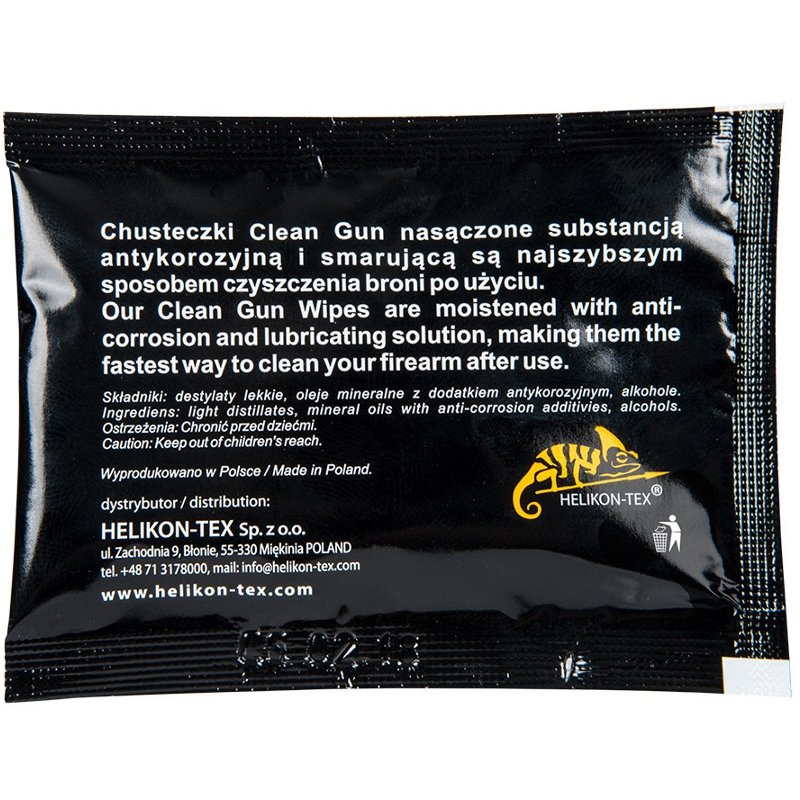 Chusteczki Clean Gun nasączone substancją
antykorozyjną i smarującą są najszybszym
sposobem czyszczenia broni po użyciu.
Our Clean Gun Wipes are moistened with anti-
corrosion and lubricating solution, making them the
fastest way to clean your firearm after use.
Składniki: destylaty lekkie, oleje mineralne z dodatkiem antykorozyjnym, alkohole.
Ingrediens: light distillates, mineral oils with anti-corrosion additivies, alcohols.
Ostrzeżenia: Chronić przed dziećmi.
Caution: Keep out of children's reach.
Wyprodukowano w Polsce / Made in Poland.
HELIKON-TEX®
dystrybutor / distribution:
HELIKON-TEX Sp. z o.o.
ul. Zachodnia 9, Błonie, 55-330 Miękinia POLAND
tel. +48 71 3178000, mail: info@helikon-tex.com
www.helikon-tex.com
02